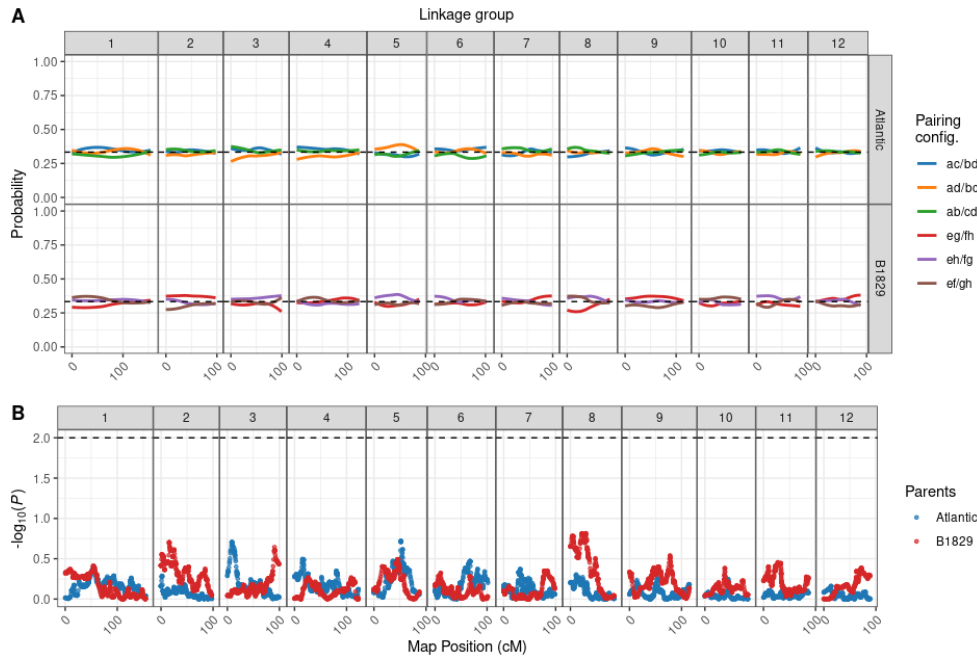 A
Linkage group
1 2 3 4 5 6 7 8 9 10 11 12
Probability
1.00
0.75
0.50
0.25
0.00
Atlantic
1.00
0.75
0.50
0.25
0.00
B1829
0 100 0 100 0 100 0 100 0 100 0 100 0 100 0 100 0 100 0 100 0 100 0 100
Pairing
config.
ac/bd
ad/bc
ab/cd
eg/fh
eh/fg
ef/gh
B
1 2 3 4 5 6 7 8 9 10 11 12
-log10(P)
2.0
1.5
1.0
0.5
0.0
0 100 0 100 0 100 0 100 0 100 0 100 0 100 0 100 0 100 0 100 0 100 0 100
Map Position (cM)
Parents
Atlantic
B1829